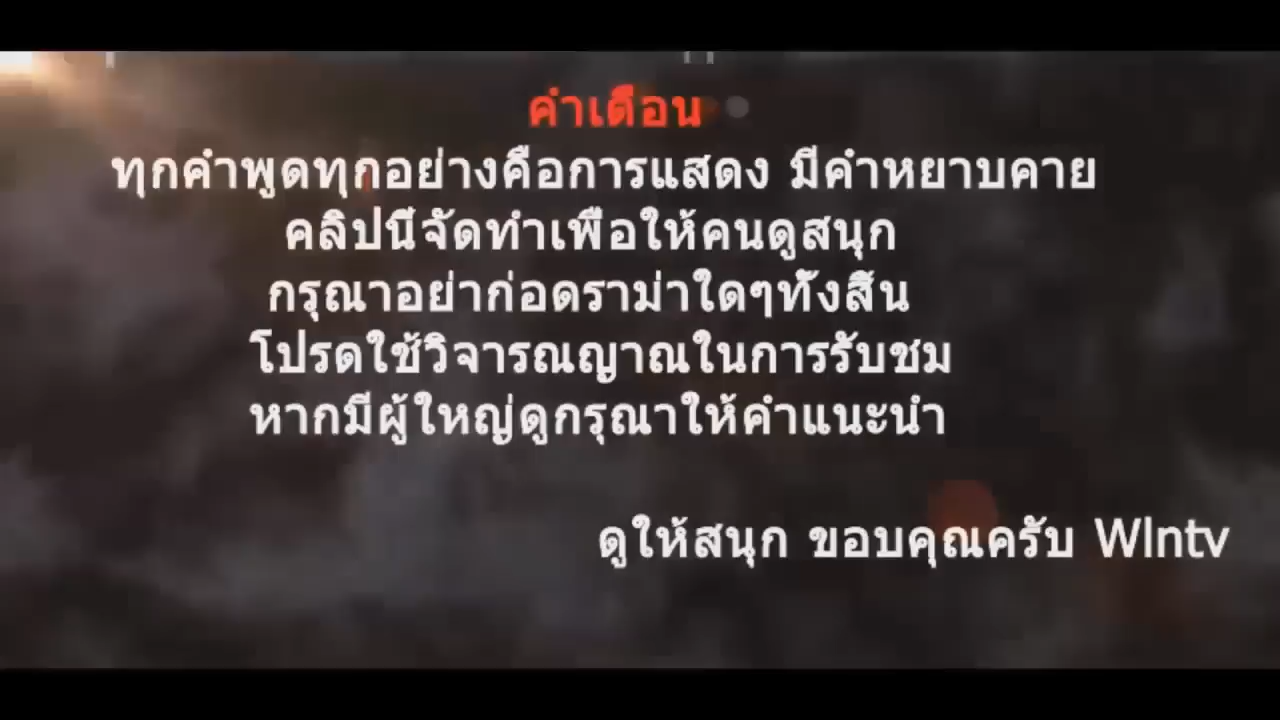 คำเตือน
ทุกคำพูดทุกอย่างคือการแสดง มีคำหยาบคาย
คลิปนี้จัดทำเพื่อให้คนดูสนุก
กรุณาอย่าก่อดราม่าใดๆทั้งสิ้น
โปรดใช้วิจารณญาณในการรับชม
หากมีผู้ใหญ่ดูกรุณาให้คำแนะนำ
ดูให้สนุก ขอบคุณครับ Wlntv